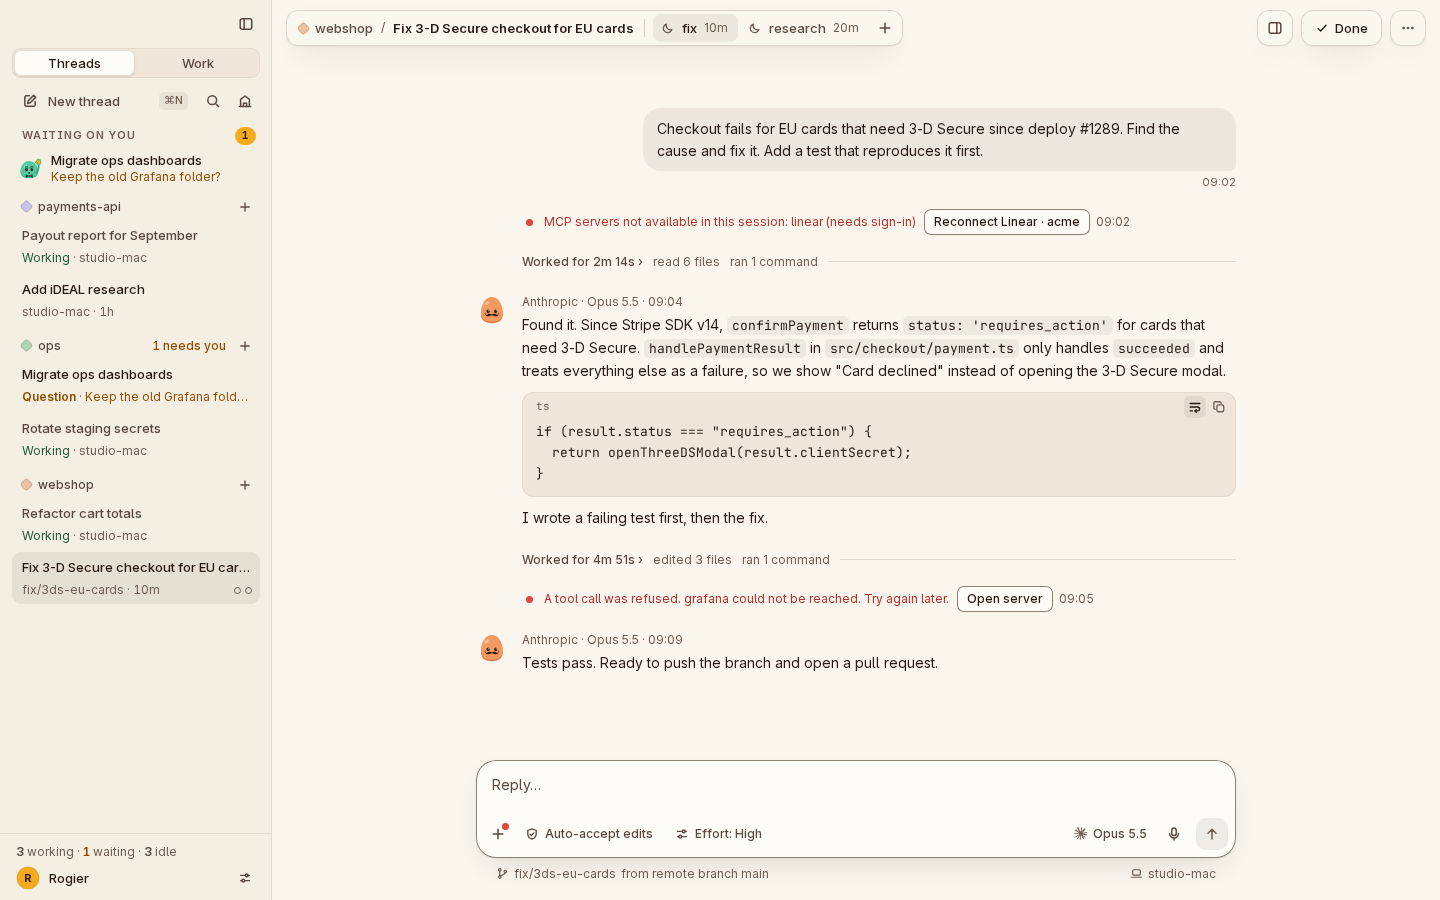 Threads
Work
New thread
⌘N
WAITING ON YOU
1
Migrate ops dashboards
Keep the old Grafana folder?
payments-api
Payout report for September
Working · studio-mac
Add iDEAL research
studio-mac · 1h
ops
1 needs you
Migrate ops dashboards
Question · Keep the old Grafana fold…
Rotate staging secrets
Working · studio-mac
webshop
Refactor cart totals
Working · studio-mac
Fix 3-D Secure checkout for EU car…
fix/3ds-eu-cards · 10m
3 working · 1 waiting · 3 idle
R
Rogier
webshop / Fix 3-D Secure checkout for EU cards
fix 10m
research 20m
Done
Checkout fails for EU cards that need 3-D Secure since deploy #1289. Find the
cause and fix it. Add a test that reproduces it first.
09:02
MCP servers not available in this session: linear (needs sign-in)
Reconnect Linear · acme
09:02
Worked for 2m 14s › read 6 files ran 1 command
Anthropic · Opus 5.5 · 09:04
Found it. Since Stripe SDK v14, confirmPayment returns status: 'requires_action' for cards that
need 3-D Secure. handlePaymentResult in src/checkout/payment.ts only handles succeeded and
treats everything else as a failure, so we show "Card declined" instead of opening the 3-D Secure modal.
ts
if (result.status === "requires_action") {
  return openThreeDSModal(result.clientSecret);
}
I wrote a failing test first, then the fix.
Worked for 4m 51s › edited 3 files ran 1 command
A tool call was refused. grafana could not be reached. Try again later.
Open server
09:05
Anthropic · Opus 5.5 · 09:09
Tests pass. Ready to push the branch and open a pull request.
Reply…
Auto-accept edits
Effort: High
Opus 5.5
fix/3ds-eu-cards from remote branch main
studio-mac